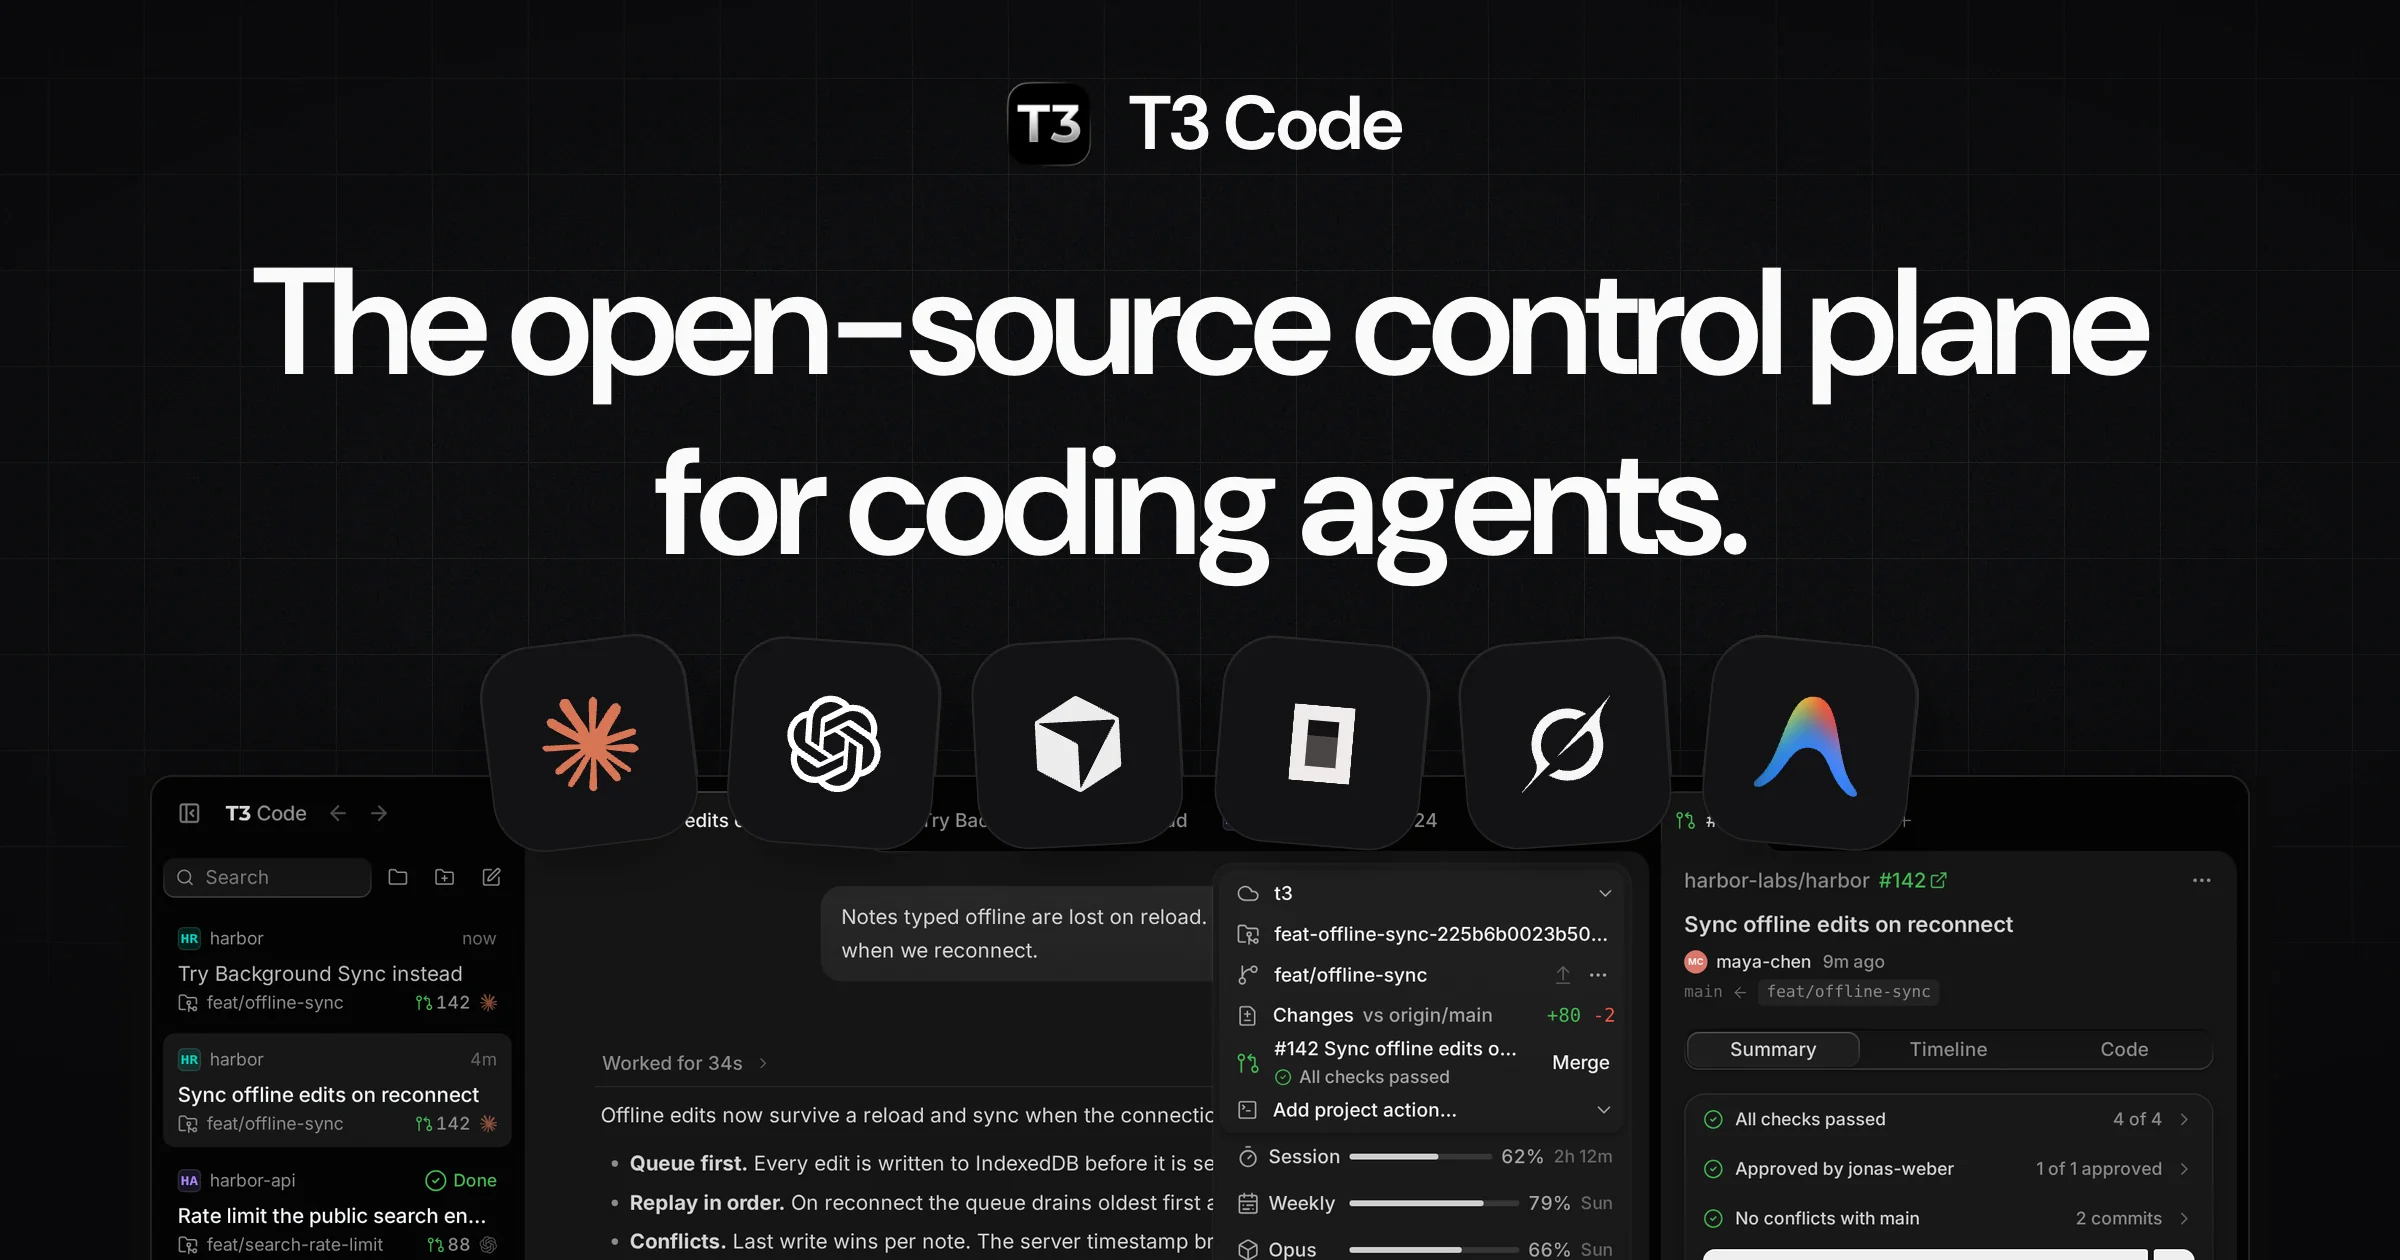 T3 T3 Code
The open-source control plane
for coding agents.
T3 Code
Search
HR harbor now
Try Background Sync instead
feat/offline-sync 142
HR harbor 4m
Sync offline edits on reconnect
feat/offline-sync 142
HA harbor-api Done
Rate limit the public search en...
feat/search-rate-limit 88
edits
Try Bac
24
Notes typed offline are lost on reload.
when we reconnect.
Worked for 34s
Offline edits now survive a reload and sync when the connectio
• Queue first. Every edit is written to IndexedDB before it is se
• Replay in order. On reconnect the queue drains oldest first a
• Conflicts. Last write wins per note. The server timestamp br
t3
feat-offline-sync-225b6b0023b50...
feat/offline-sync
Changes vs origin/main +80 -2
#142 Sync offline edits o... Merge
All checks passed
Add project action...
Session 62% 2h 12m
Weekly 79% Sun
Opus 66% Sun
harbor-labs/harbor #142
Sync offline edits on reconnect
MC maya-chen 9m ago
main ← feat/offline-sync
Summary Timeline Code
All checks passed 4 of 4
Approved by jonas-weber 1 of 1 approved
No conflicts with main 2 commits